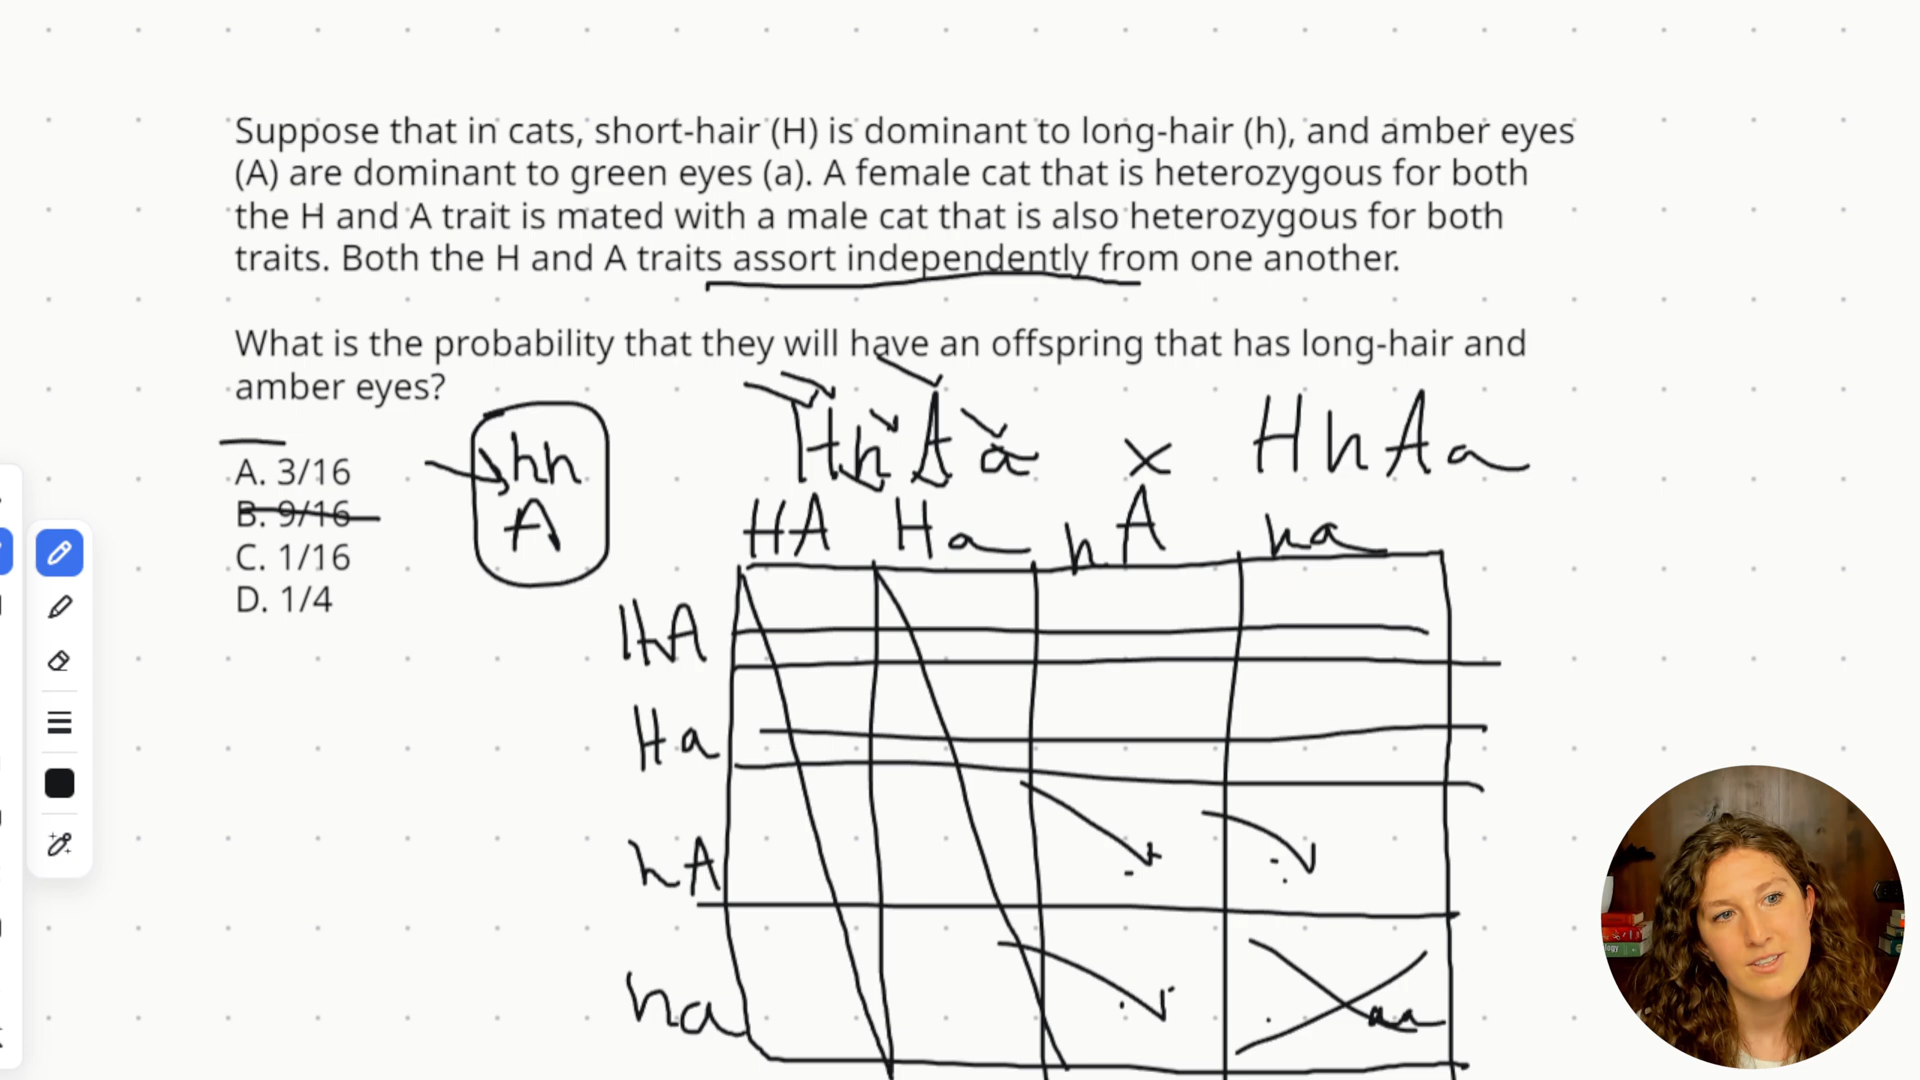 Suppose that in cats, short-hair (H) is dominant to long-hair (h), and amber eyes
(A) are dominant to green eyes (a). A female cat that is heterozygous for both
the H and A trait is mated with a male cat that is also heterozygous for both
traits. Both the H and A traits assort independently from one another.
What is the probability that they will have an offspring that has long-hair and
amber eyes?
A. 3/16
B. 9/16
C. 1/16
D. 1/4
hh
A
HhAa x HhAa
HA Ha hA ha
HA
Ha
hA
ha
aa